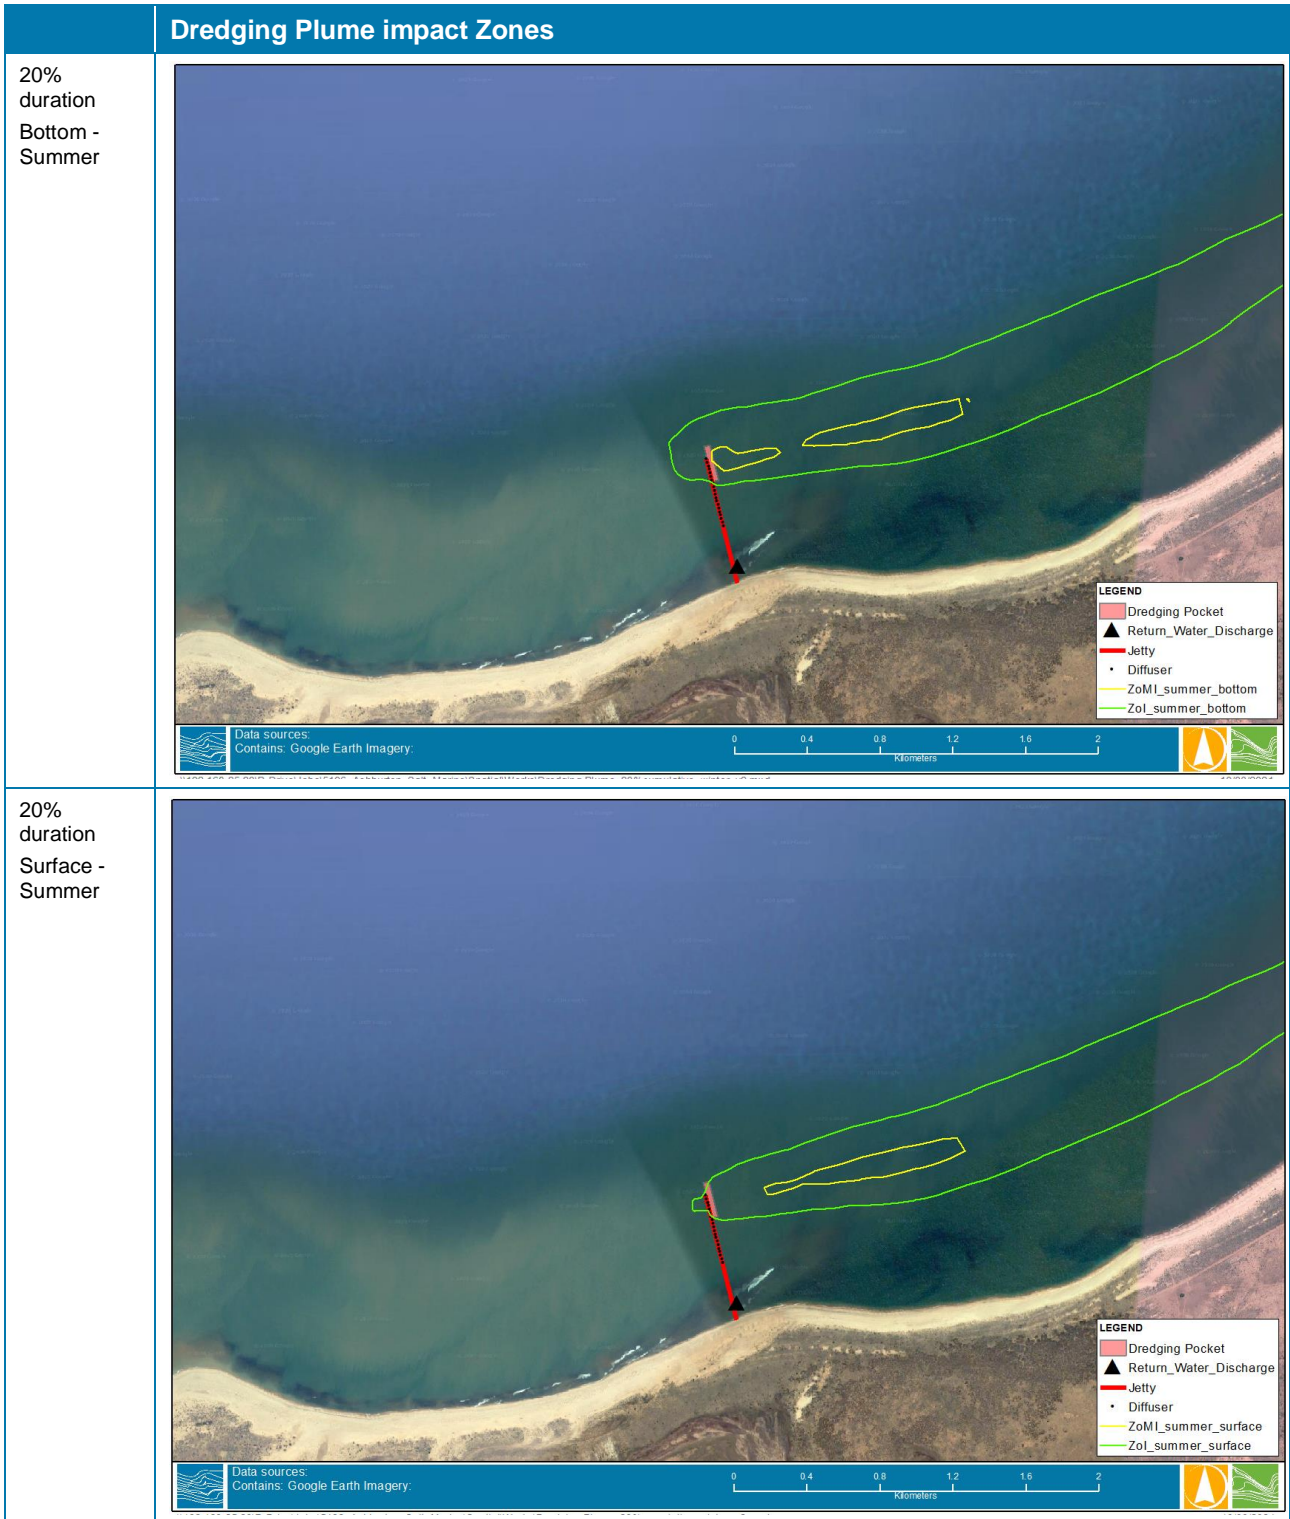 Dredging Plume impact Zones
20%
duration
Bottom -
Summer
LEGEND
Dredging Pocket
Return_Water_Discharge
Jetty
Diffuser
ZoMI_summer_bottom
ZoI_summer_bottom
Data sources:
Contains: Google Earth Imagery:
0 0.4 0.8 1.2 1.6 2
Kilometers
20%
duration
Surface -
Summer
LEGEND
Dredging Pocket
Return_Water_Discharge
Jetty
Diffuser
ZoMI_summer_surface
ZoI_summer_surface
Data sources:
Contains: Google Earth Imagery:
0 0.4 0.8 1.2 1.6 2
Kilometers